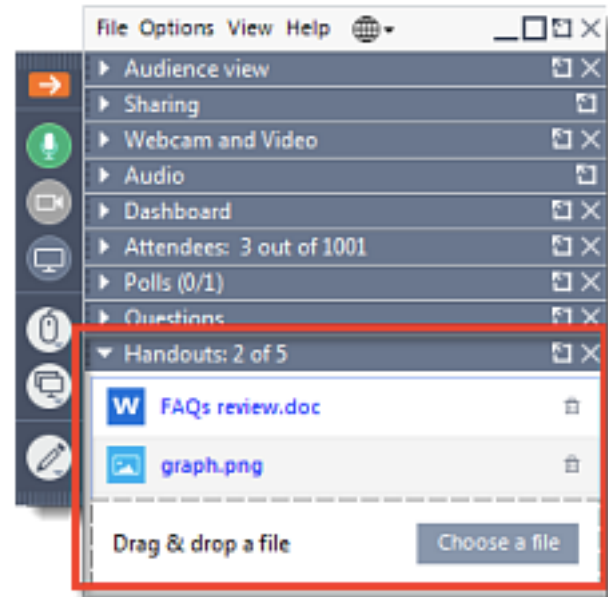 File Options View Help
Audience view
Sharing
Webcam and Video
Audio
Dashboard
Attendees: 3 out of 1001
Polls (0/1)
Questions
Handouts: 2 of 5
W FAQs review.doc
graph.png
Drag & drop a file Choose a file